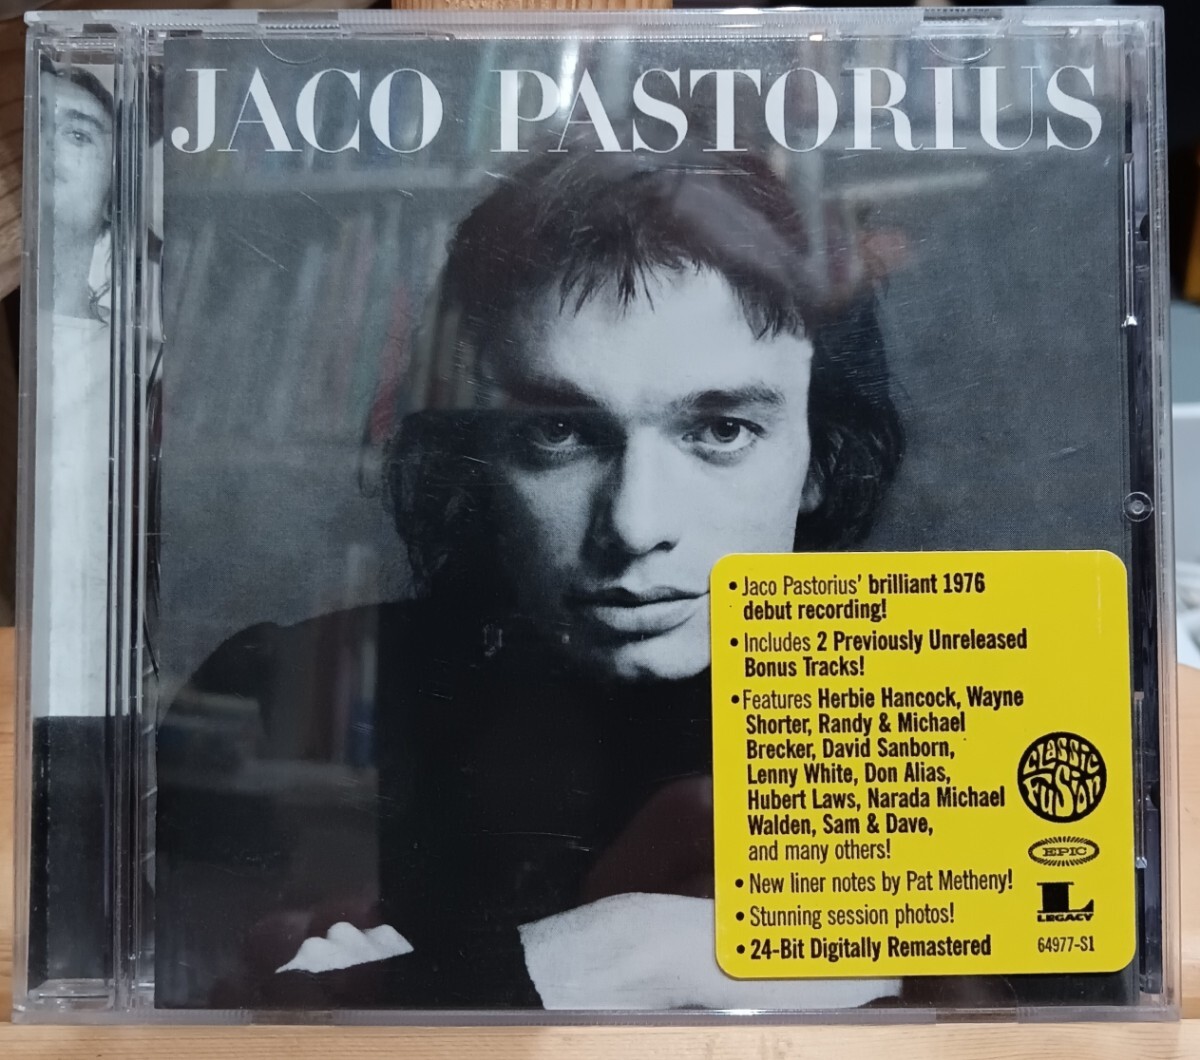 JACO PASTORIUS
• Jaco Pastorius' brilliant 1976
debut recording!
• Includes 2 Previously Unreleased
Bonus Tracks!
• Features Herbie Hancock, Wayne
Shorter, Randy & Michael
Brecker, David Sanborn,
Lenny White, Don Alias,
Hubert Laws, Narada Michael
Walden, Sam & Dave,
and many others!
• New liner notes by Pat Metheny!
• Stunning session photos!
• 24-Bit Digitally Remastered
CLASSIC
FUSION
EPIC
L
LEGACY
64977-S1